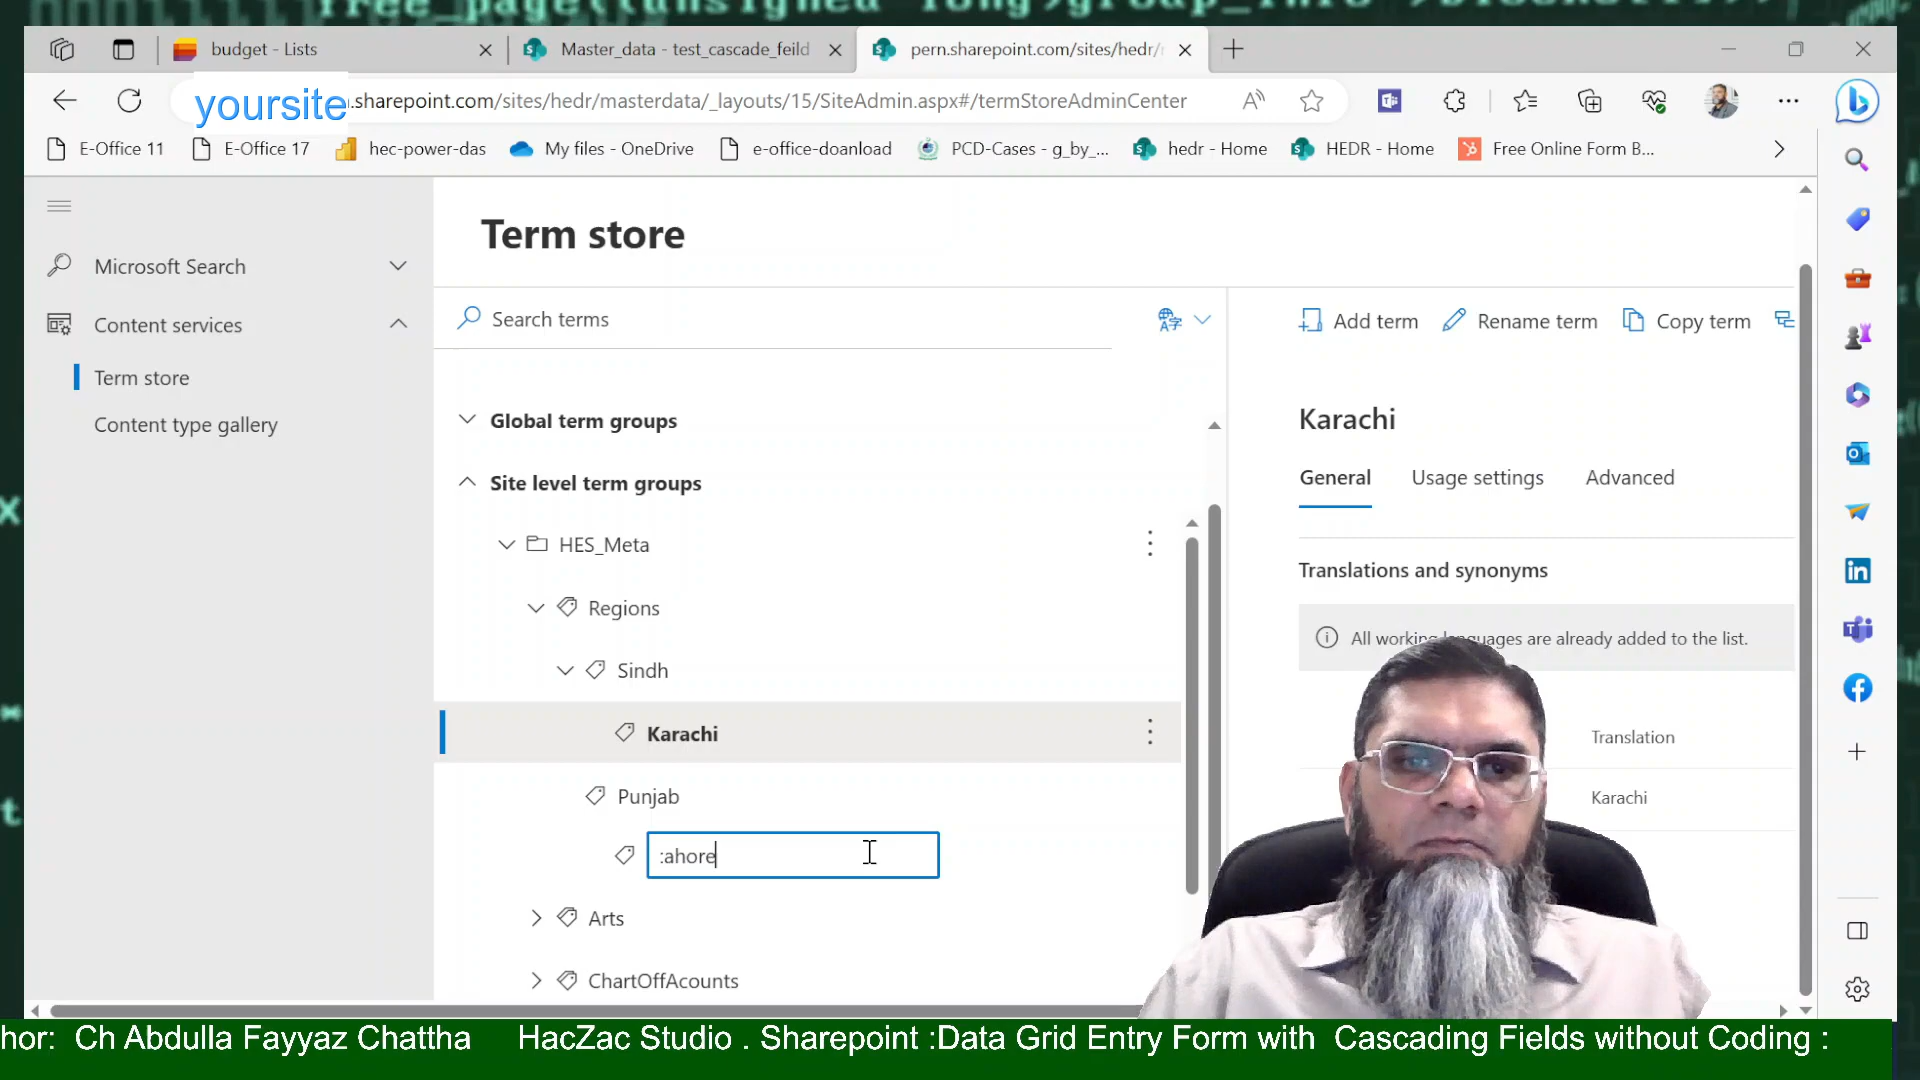 free_page((unsigned long)group_info
budget - Lists
Master_data - test_cascade_feild
pern.sharepoint.com/sites/hedr/
yoursite
.sharepoint.com/sites/hedr/masterdata/_layouts/15/SiteAdmin.aspx#/termStoreAdminCenter
E-Office 11
E-Office 17
hec-power-das
My files - OneDrive
e-office-doanload
PCD-Cases - g_by_...
hedr - Home
HEDR - Home
Free Online Form B...
Microsoft Search
Content services
Term store
Content type gallery
Term store
Search terms
Global term groups
Site level term groups
HES_Meta
Regions
Sindh
Karachi
Punjab
:ahore
Arts
ChartOffAcounts
Add term
Rename term
Copy term
Karachi
General
Usage settings
Advanced
Translations and synonyms
All working languages are already added to the list.
Translation
Karachi
hor: Ch Abdulla Fayyaz Chattha HacZac Studio . Sharepoint :Data Grid Entry Form with Cascading Fields without Coding :